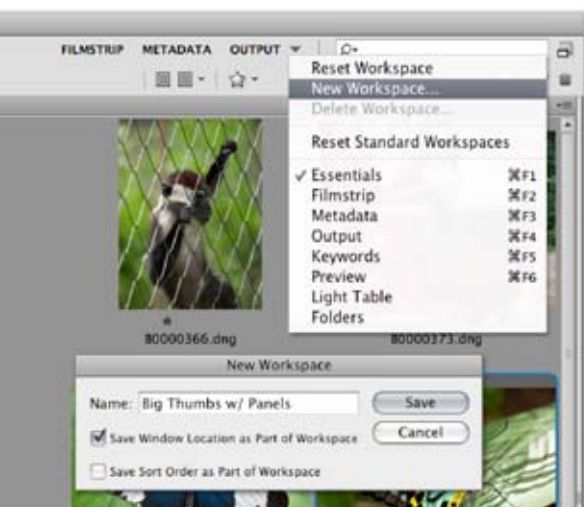 FILMSTRIP METADATA OUTPUT
Reset Workspace
New Workspace...
Delete Workspace...
Reset Standard Workspaces
✓ Essentials ⌘F1
Filmstrip ⌘F2
Metadata ⌘F3
Output ⌘F4
Keywords ⌘F5
Preview ⌘F6
Light Table
Folders
B0000366.dng
B0000373.dng
New Workspace
Name: Big Thumbs w/ Panels
Save
Save Window Location as Part of Workspace
Cancel
Save Sort Order as Part of Workspace